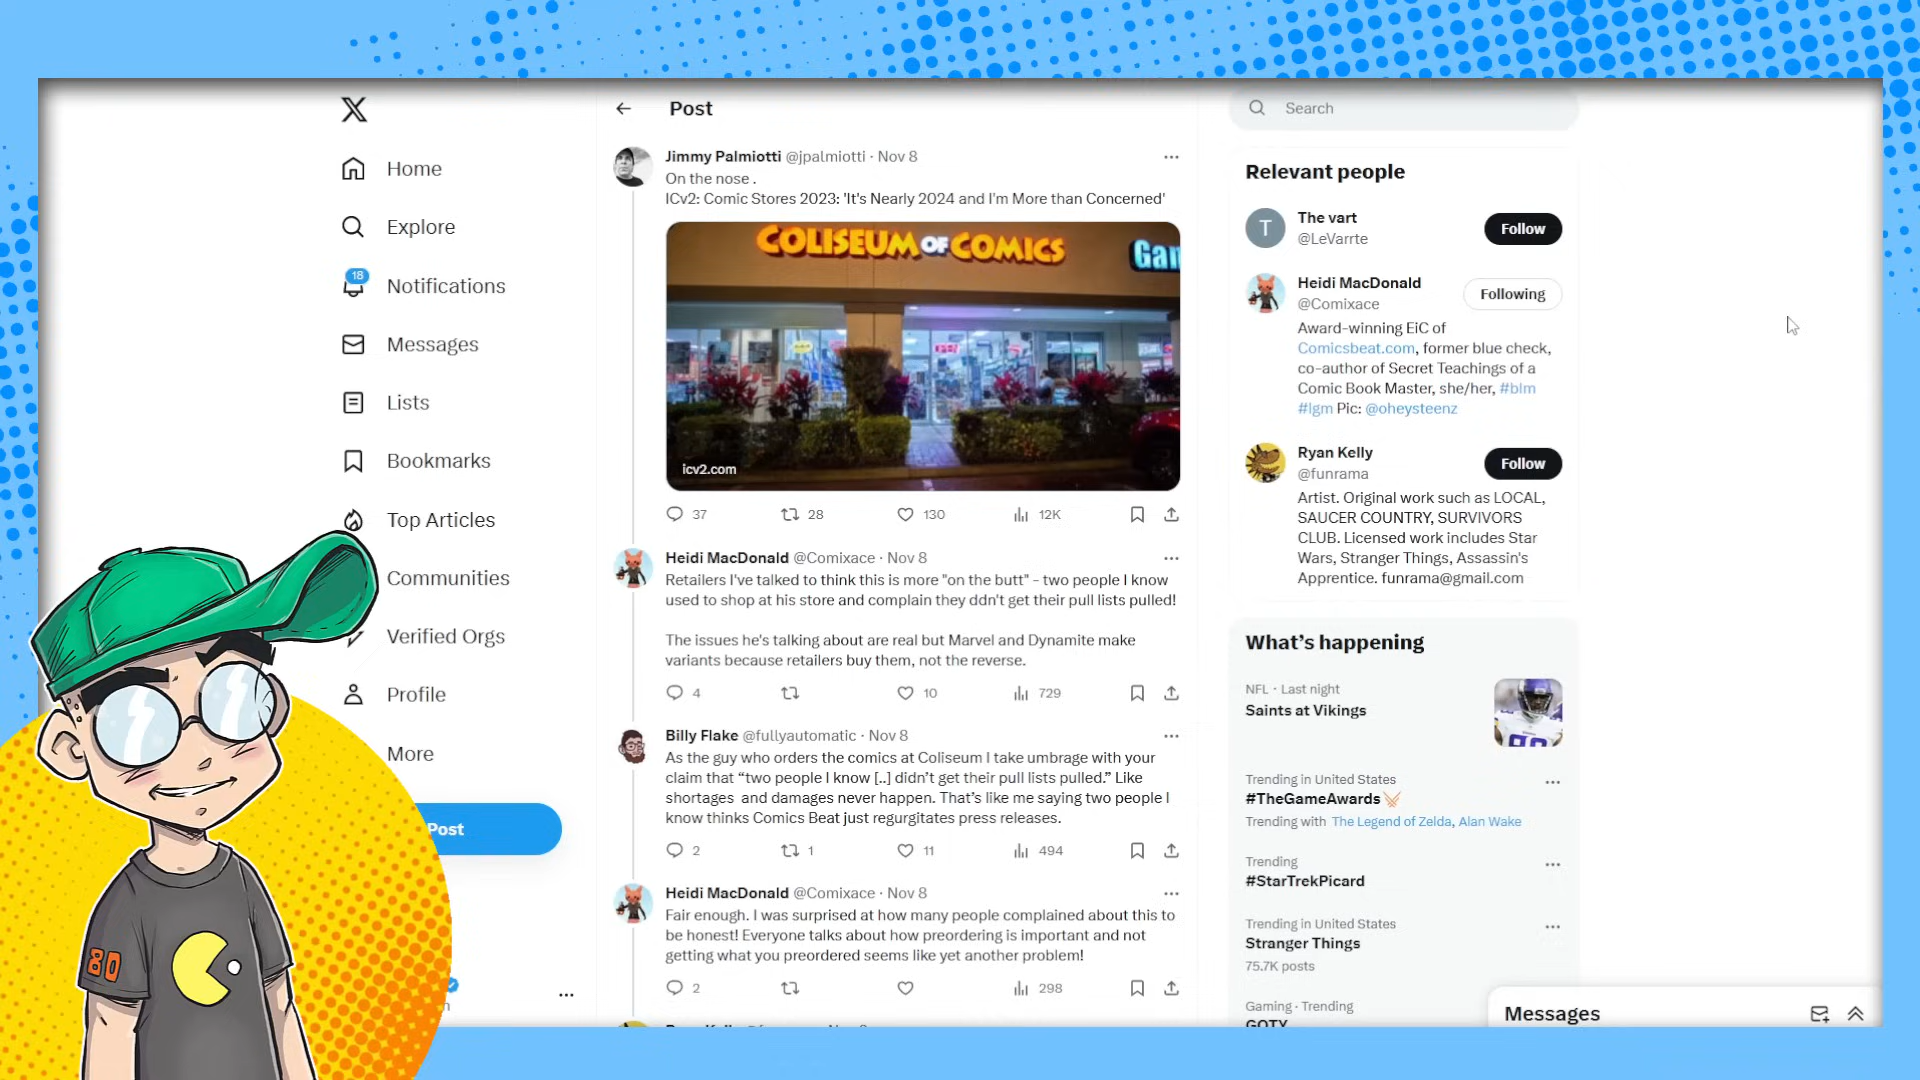 Home
Explore
18
Notifications
Messages
Lists
Bookmarks
Top Articles
Communities
Verified Orgs
Profile
More
Post
80
Post
Jimmy Palmiotti @jpalmiotti · Nov 8
On the nose .
ICv2: Comic Stores 2023: 'It's Nearly 2024 and I'm More than Concerned'
COLISEUM OF COMICS
Gam
icv2.com
37 28 130 12K
Heidi MacDonald @Comixace · Nov 8
Retailers I've talked to think this is more "on the butt" - two people I know
used to shop at his store and complain they ddn't get their pull lists pulled!
The issues he's talking about are real but Marvel and Dynamite make
variants because retailers buy them, not the reverse.
4 10 729
Billy Flake @fullyautomatic · Nov 8
As the guy who orders the comics at Coliseum I take umbrage with your
claim that “two people I know [..] didn’t get their pull lists pulled.” Like
shortages and damages never happen. That’s like me saying two people I
know thinks Comics Beat just regurgitates press releases.
2 1 11 494
Heidi MacDonald @Comixace · Nov 8
Fair enough. I was surprised at how many people complained about this to
be honest! Everyone talks about how preordering is important and not
getting what you preordered seems like yet another problem!
2 298
Search
Relevant people
T
The vart
@LeVarrte
Follow
Heidi MacDonald
@Comixace
Following
Award-winning EiC of
Comicsbeat.com, former blue check,
co-author of Secret Teachings of a
Comic Book Master, she/her, #blm
#lgm Pic: @oheysteenz
Ryan Kelly
@funrama
Follow
Artist. Original work such as LOCAL,
SAUCER COUNTRY, SURVIVORS
CLUB. Licensed work includes Star
Wars, Stranger Things, Assassin's
Apprentice. funrama@gmail.com
What’s happening
NFL · Last night
Saints at Vikings
Trending in United States
#TheGameAwards
Trending with The Legend of Zelda, Alan Wake
Trending
#StarTrekPicard
Trending in United States
Stranger Things
75.7K posts
Gaming · Trending
GOTY
Messages